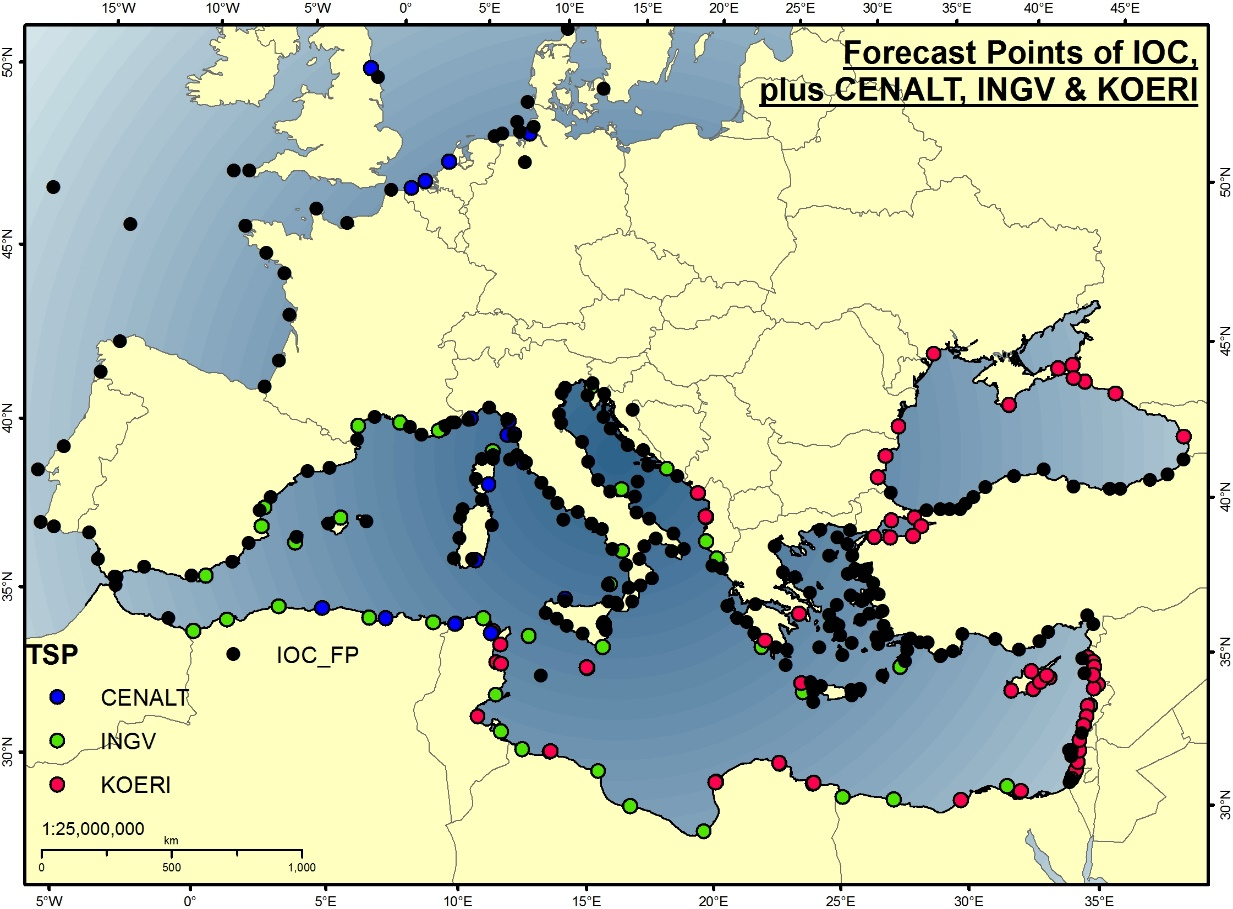 15°W 10°W 5°W 0° 5°E 10°E 15°E 20°E 25°E 30°E 35°E 40°E 45°E
Forecast Points of IOC,
plus CENALT, INGV & KOERI
50°N
50°N
45°N
45°N
40°N
40°N
35°N
35°N
30°N
30°N
TSP
IOC_FP
CENALT
INGV
KOERI
1:25,000,000
km
0 500 1,000
5°W 0° 5°E 10°E 15°E 20°E 25°E 30°E 35°E